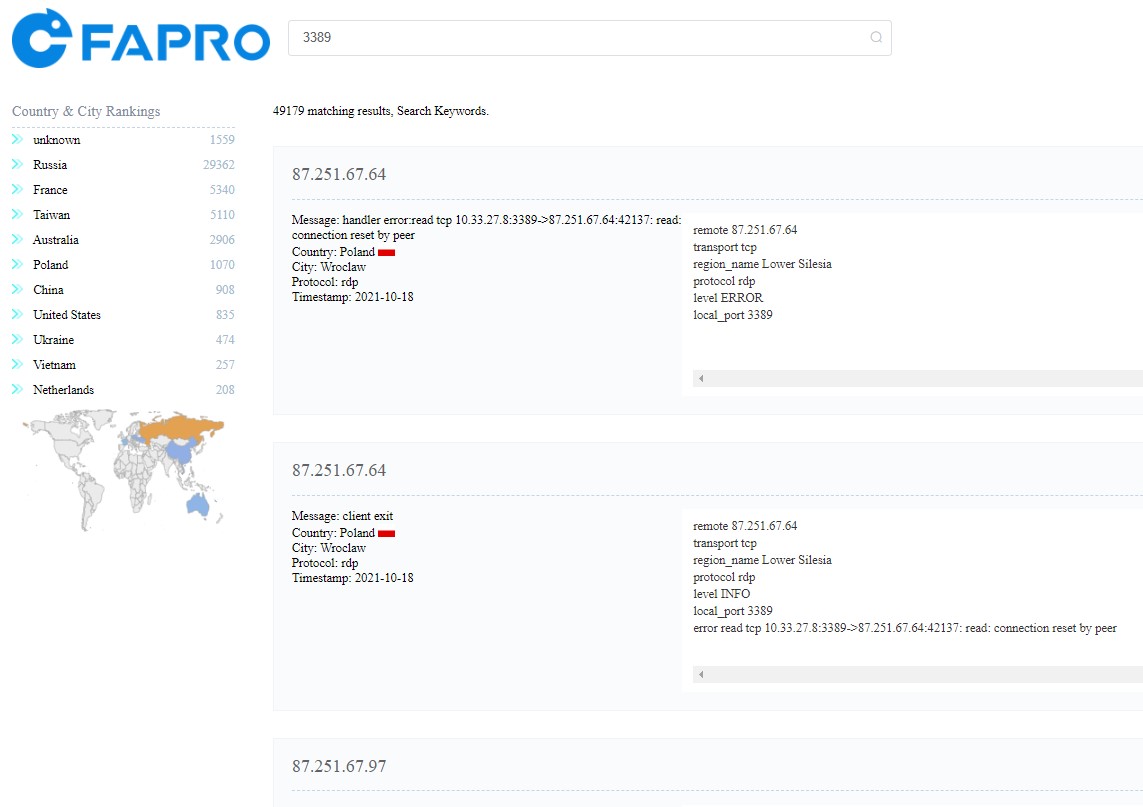 FAPRO
3389
Country & City Rankings
unknown 1559
Russia 29362
France 5340
Taiwan 5110
Australia 2906
Poland 1070
China 908
United States 835
Ukraine 474
Vietnam 257
Netherlands 208
49179 matching results, Search Keywords.
87.251.67.64
Message: handler error:read tcp 10.33.27.8:3389->87.251.67.64:42137: read:
connection reset by peer
Country: Poland
City: Wroclaw
Protocol: rdp
Timestamp: 2021-10-18
remote 87.251.67.64
transport tcp
region_name Lower Silesia
protocol rdp
level ERROR
local_port 3389
87.251.67.64
Message: client exit
Country: Poland
City: Wroclaw
Protocol: rdp
Timestamp: 2021-10-18
remote 87.251.67.64
transport tcp
region_name Lower Silesia
protocol rdp
level INFO
local_port 3389
error read tcp 10.33.27.8:3389->87.251.67.64:42137: read: connection reset by peer
87.251.67.97